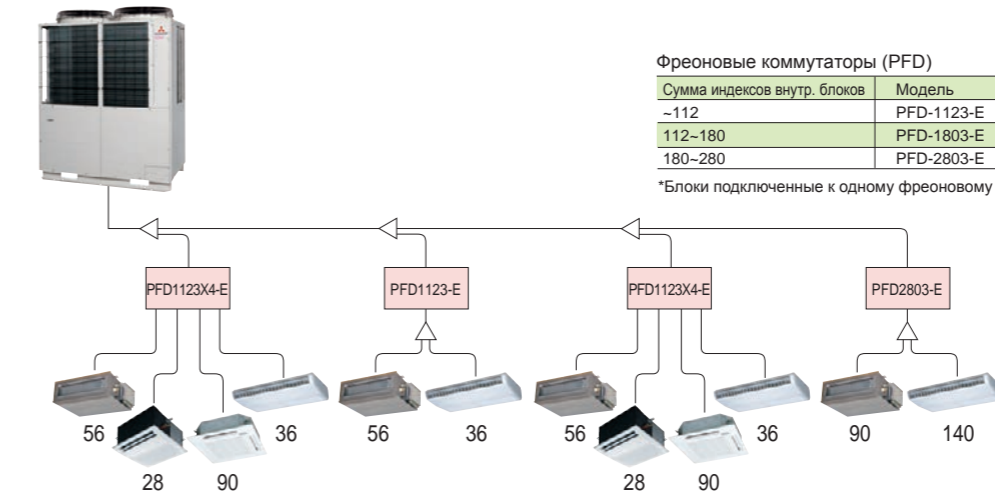 Фреоновые коммутаторы (PFD)
Сумма индексов внутр. блоков Модель
~112 PFD-1123-E
112~180 PFD-1803-E
180~280 PFD-2803-E
*Блоки подключенные к одному фреоновому
PFD1123X4-E PFD1123-E PFD1123X4-E PFD2803-E
56 36 56 36 56 36 90 140
28 90 28 90